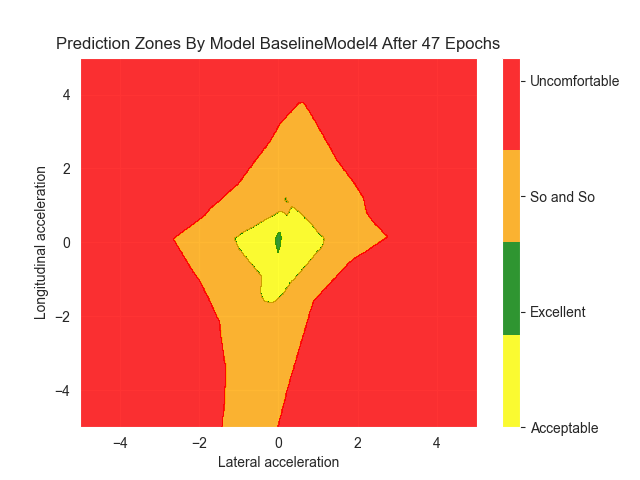 Prediction Zones By Model BaselineModel4 After 47 Epochs
Longitudinal acceleration
4
2
0
−2
−4
−4
−2
0
2
4
Lateral acceleration
Uncomfortable
So and So
Excellent
Acceptable